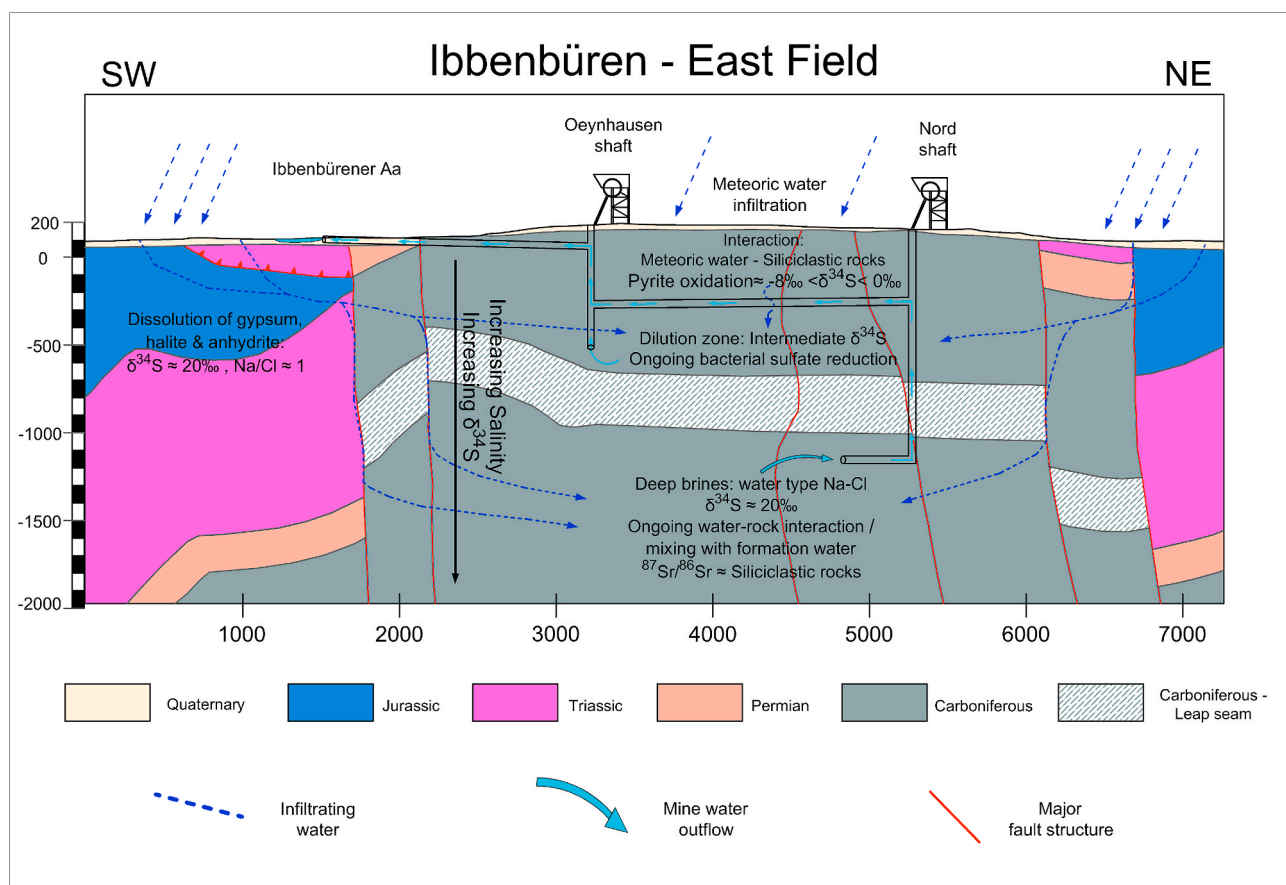 Ibbenbüren - East Field
SW
NE
Oeynhausen
shaft
Nord
shaft
Ibbenbürener Aa
Meteoric water
infiltration
Interaction:
Meteoric water - Siliciclastic rocks
Pyrite oxidation≈ -8‰ <δ³⁴S< 0‰
Dissolution of gypsum,
halite & anhydrite:
δ³⁴S ≈ 20‰ , Na/Cl ≈ 1
Increasing Salinity
Increasing δ³⁴S
Dilution zone: Intermediate δ³⁴S
Ongoing bacterial sulfate reduction
Deep brines: water type Na-Cl
δ³⁴S ≈ 20‰
Ongoing water-rock interaction /
mixing with formation water
⁸⁷Sr/⁸⁶Sr ≈ Siliciclastic rocks
200
0
-500
-1000
-1500
-2000
1000
2000
3000
4000
5000
6000
7000
Quaternary
Jurassic
Triassic
Permian
Carboniferous
Carboniferous -
Leap seam
Infiltrating
water
Mine water
outflow
Major
fault structure